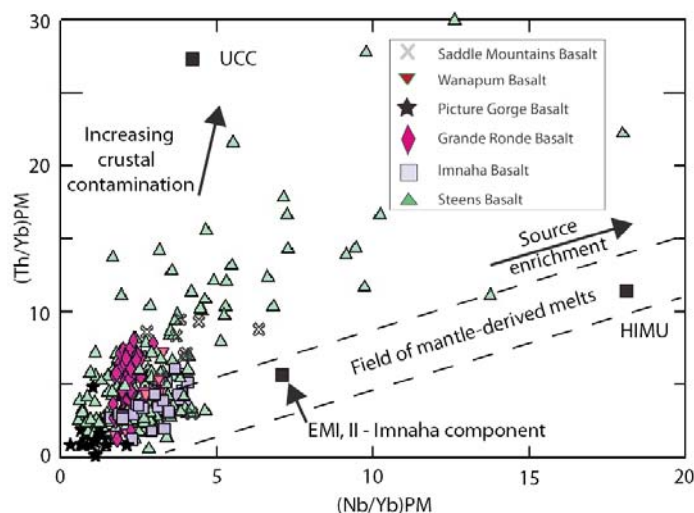 30
20
10
0
(Th/Yb)PM
UCC
Increasing
crustal
contamination
Saddle Mountains Basalt
Wanapum Basalt
Picture Gorge Basalt
Grande Ronde Basalt
Imnaha Basalt
Steens Basalt
Source
enrichment
Field of mantle-derived melts
HIMU
EMI, II - Imnaha component
0
5
10
15
20
(Nb/Yb)PM